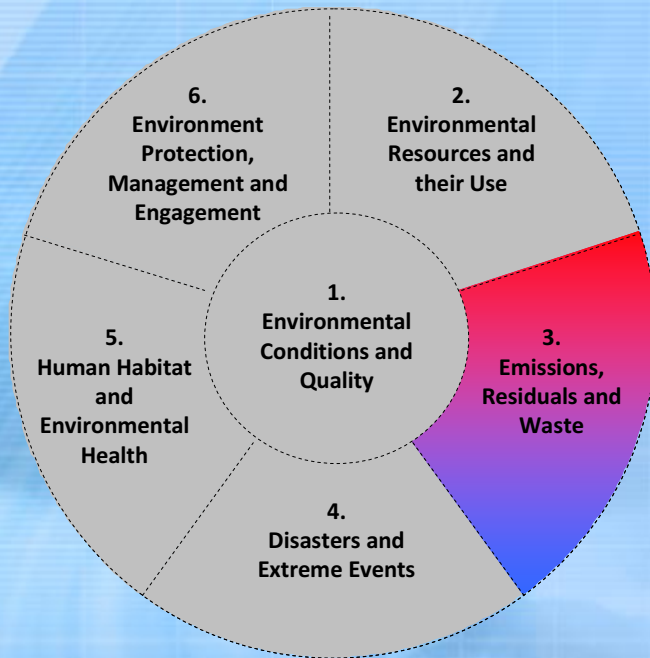 1.
Environmental
Conditions and
Quality
2.
Environmental
Resources and
their Use
3.
Emissions,
Residuals and
Waste
4.
Disasters and
Extreme Events
5.
Human Habitat
and
Environmental
Health
6.
Environment
Protection,
Management and
Engagement